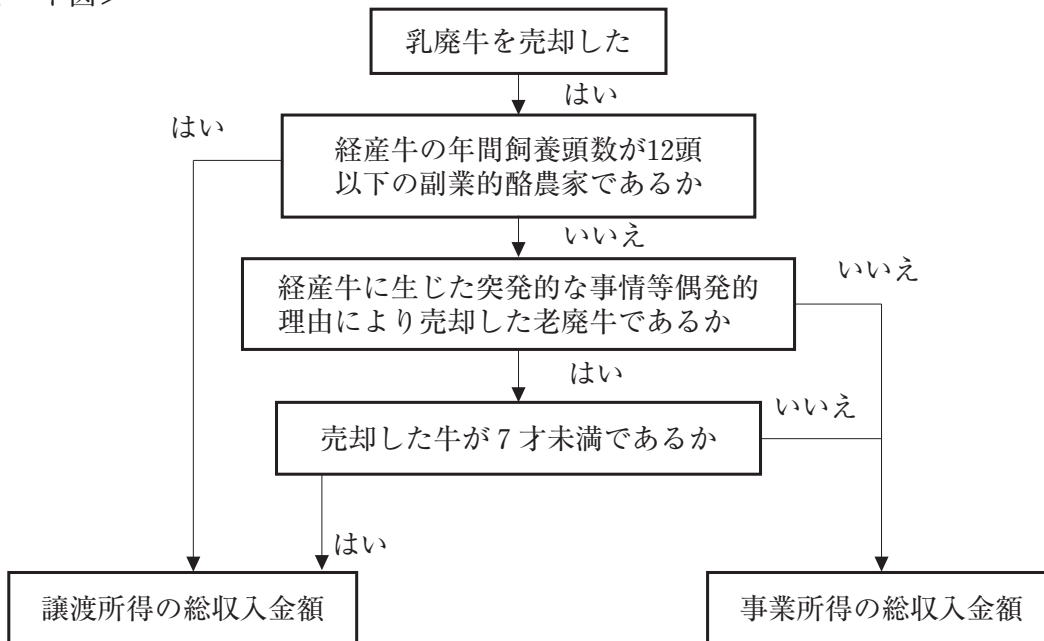 乳廃牛を売却した
はい
はい
経産牛の年間飼養頭数が12頭
以下の副業的酪農家であるか
いいえ
経産牛に生じた突発的な事情等偶発的
理由により売却した老廃牛であるか
いいえ
はい
売却した牛が7才未満であるか
いいえ
はい
譲渡所得の総収入金額
事業所得の総収入金額